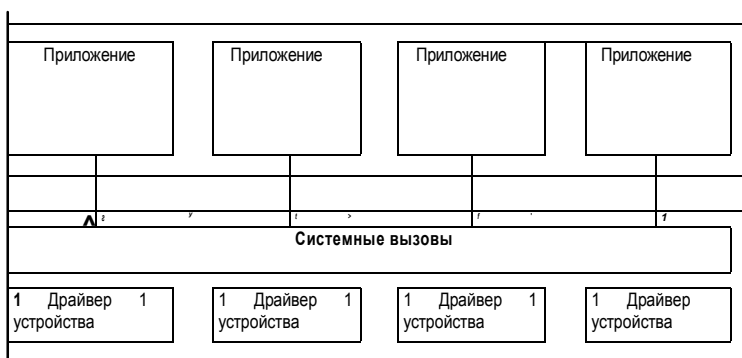 Приложение Приложение Приложение Приложение
Системные вызовы
1 Драйвер 1 1 Драйвер 1 1 Драйвер 1 1 Драйвер
устройства устройства устройства устройства